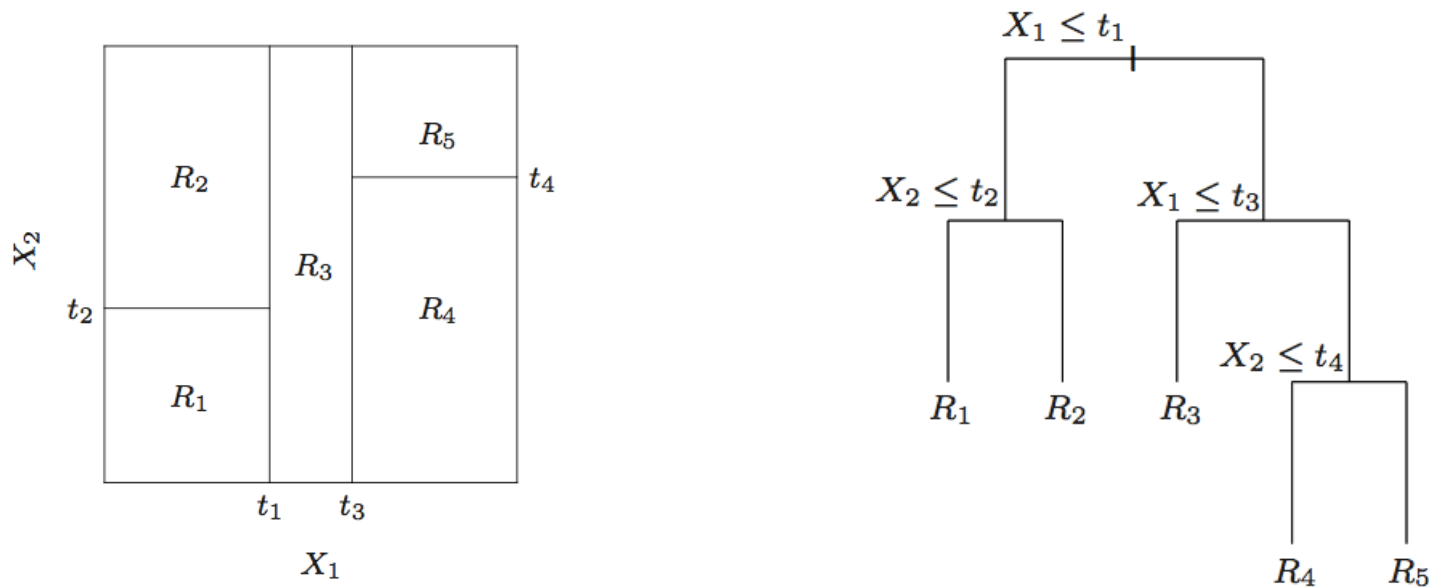 R₅
R₂
t₄
X₂
R₃
t₂
R₄
R₁
t₁
t₃
X₁
X₁ ≤ t₁
X₂ ≤ t₂
X₁ ≤ t₃
X₂ ≤ t₄
R₁
R₂
R₃
R₄
R₅